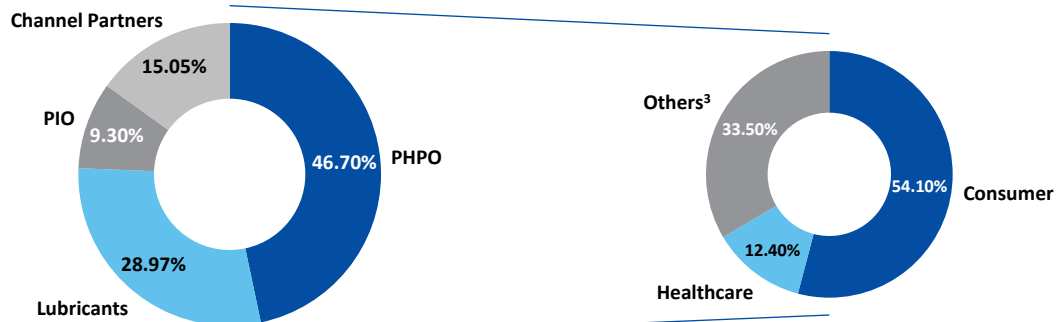 Channel Partners
15.05%
PIO
9.30%
46.70%
PHPO
28.97%
Lubricants
Others³
33.50%
54.10%
Consumer
12.40%
Healthcare